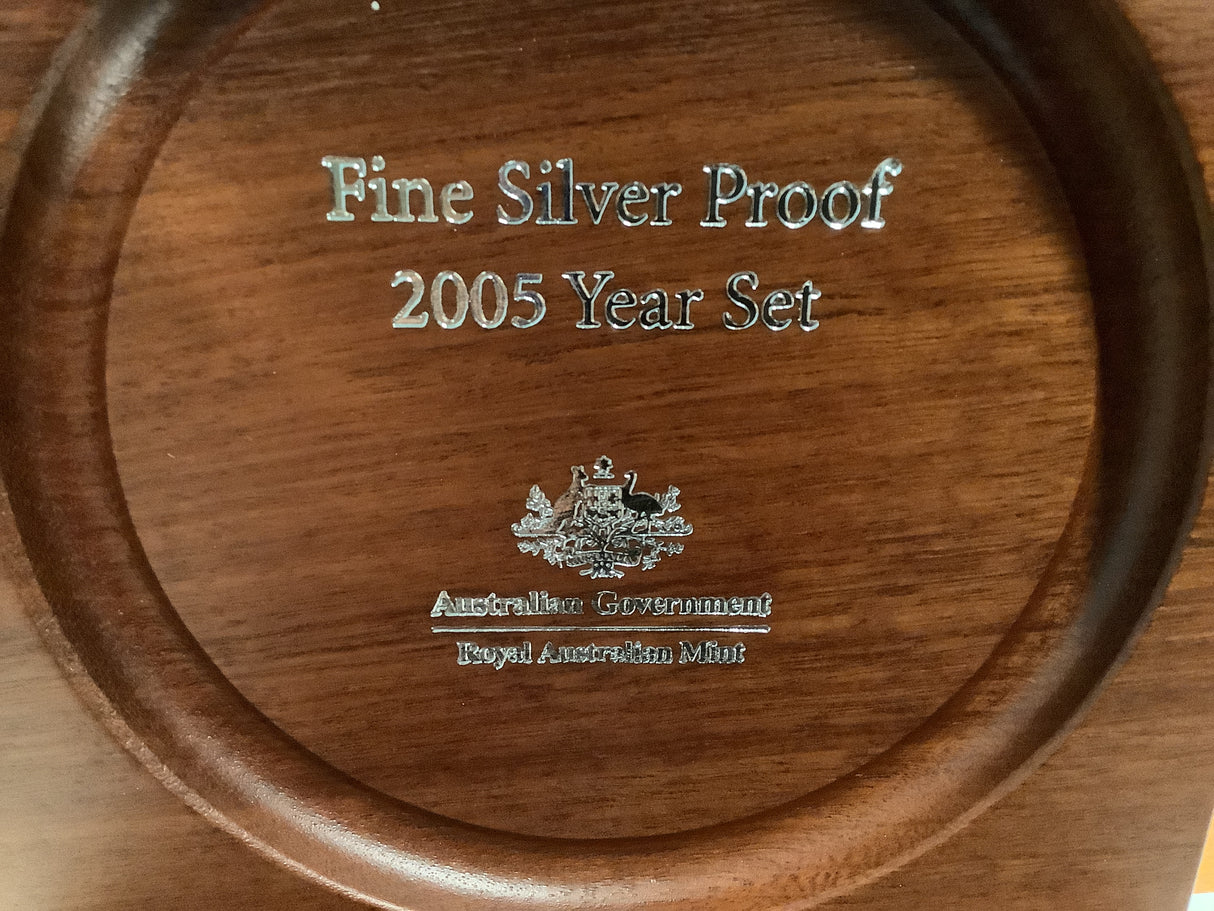 Fine Silver Proof
2005 Year Set
Australian Government
Royal Australian Mint